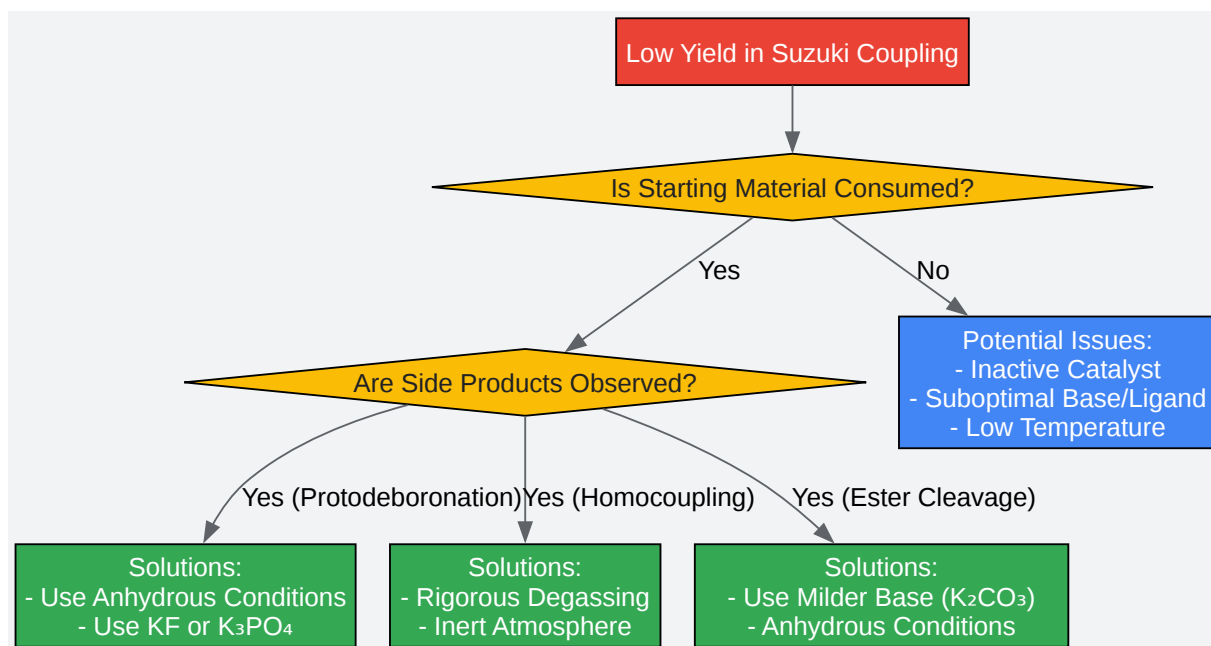 Low Yield in Suzuki Coupling
Is Starting Material Consumed?
Yes
No
Potential Issues:
- Inactive Catalyst
- Suboptimal Base/Ligand
- Low Temperature
Are Side Products Observed?
Yes (Protodeboronation)
Yes (Homocoupling)
Yes (Ester Cleavage)
Solutions:
- Use Anhydrous Conditions
- Use KF or K₃PO₄
Solutions:
- Rigorous Degassing
- Inert Atmosphere
Solutions:
- Use Milder Base (K₂CO₃)
- Anhydrous Conditions